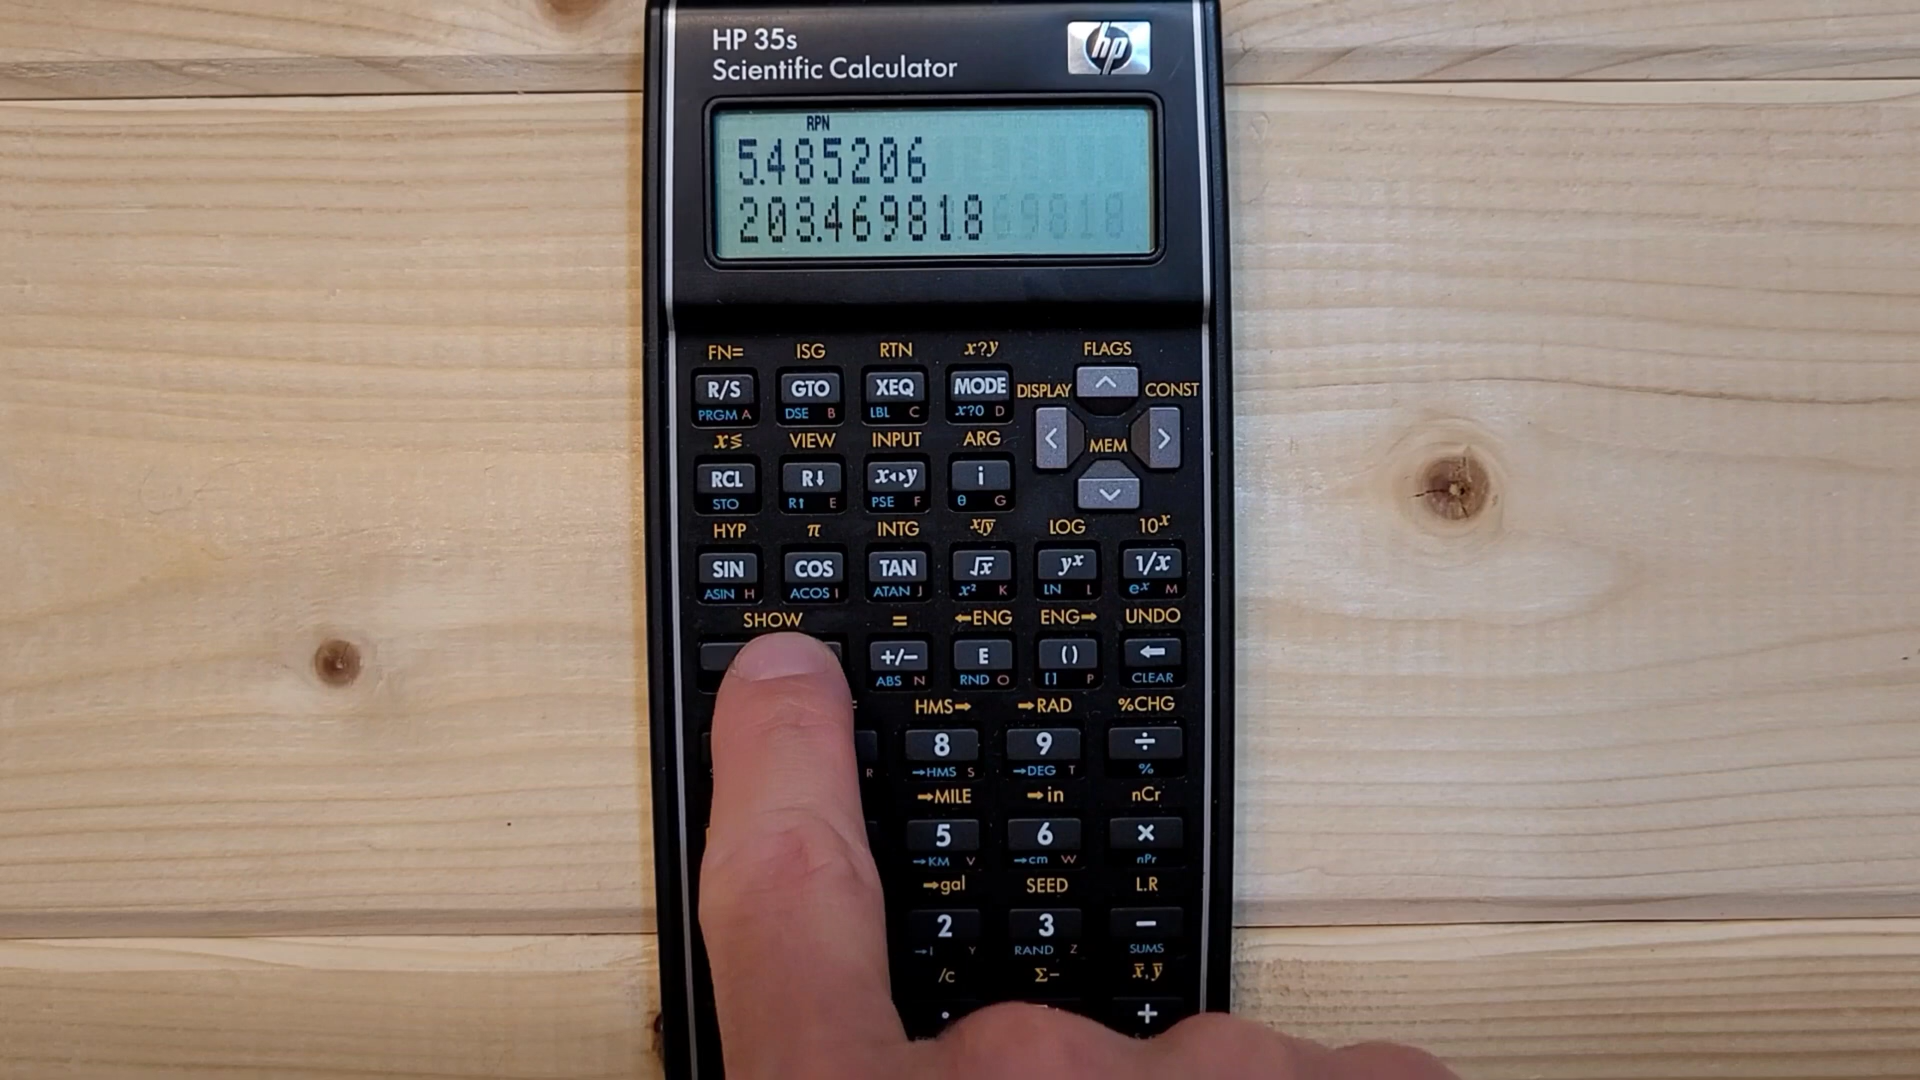 HP 35s
Scientific Calculator
hp
RPN
5.485206
203.469818
FN= ISG RTN x?y FLAGS
R/S GTO XEQ MODE DISPLAY CONST
PRGM A DSE B LBL C x?0 D
x≶ VIEW INPUT ARG MEM
RCL R↓ x<>y i
STO R↑ E PSE F θ G
HYP π INTG x√y LOG 10ˣ
SIN COS TAN √x yˣ 1/x
ASIN H ACOS I ATAN J x² K LN L eˣ M
SHOW = ←ENG ENG→ UNDO
+/− E () ←
ABS N RND O [] P CLEAR
HMS→ →RAD %CHG
8 9 ÷
R →HMS S →DEG T %
→MILE →in nCr
5 6 ×
→KM V →cm W nPr
→gal SEED L.R
2 3 −
→l Y RAND Z SUMS
/c Σ− x̄,ȳ
. +